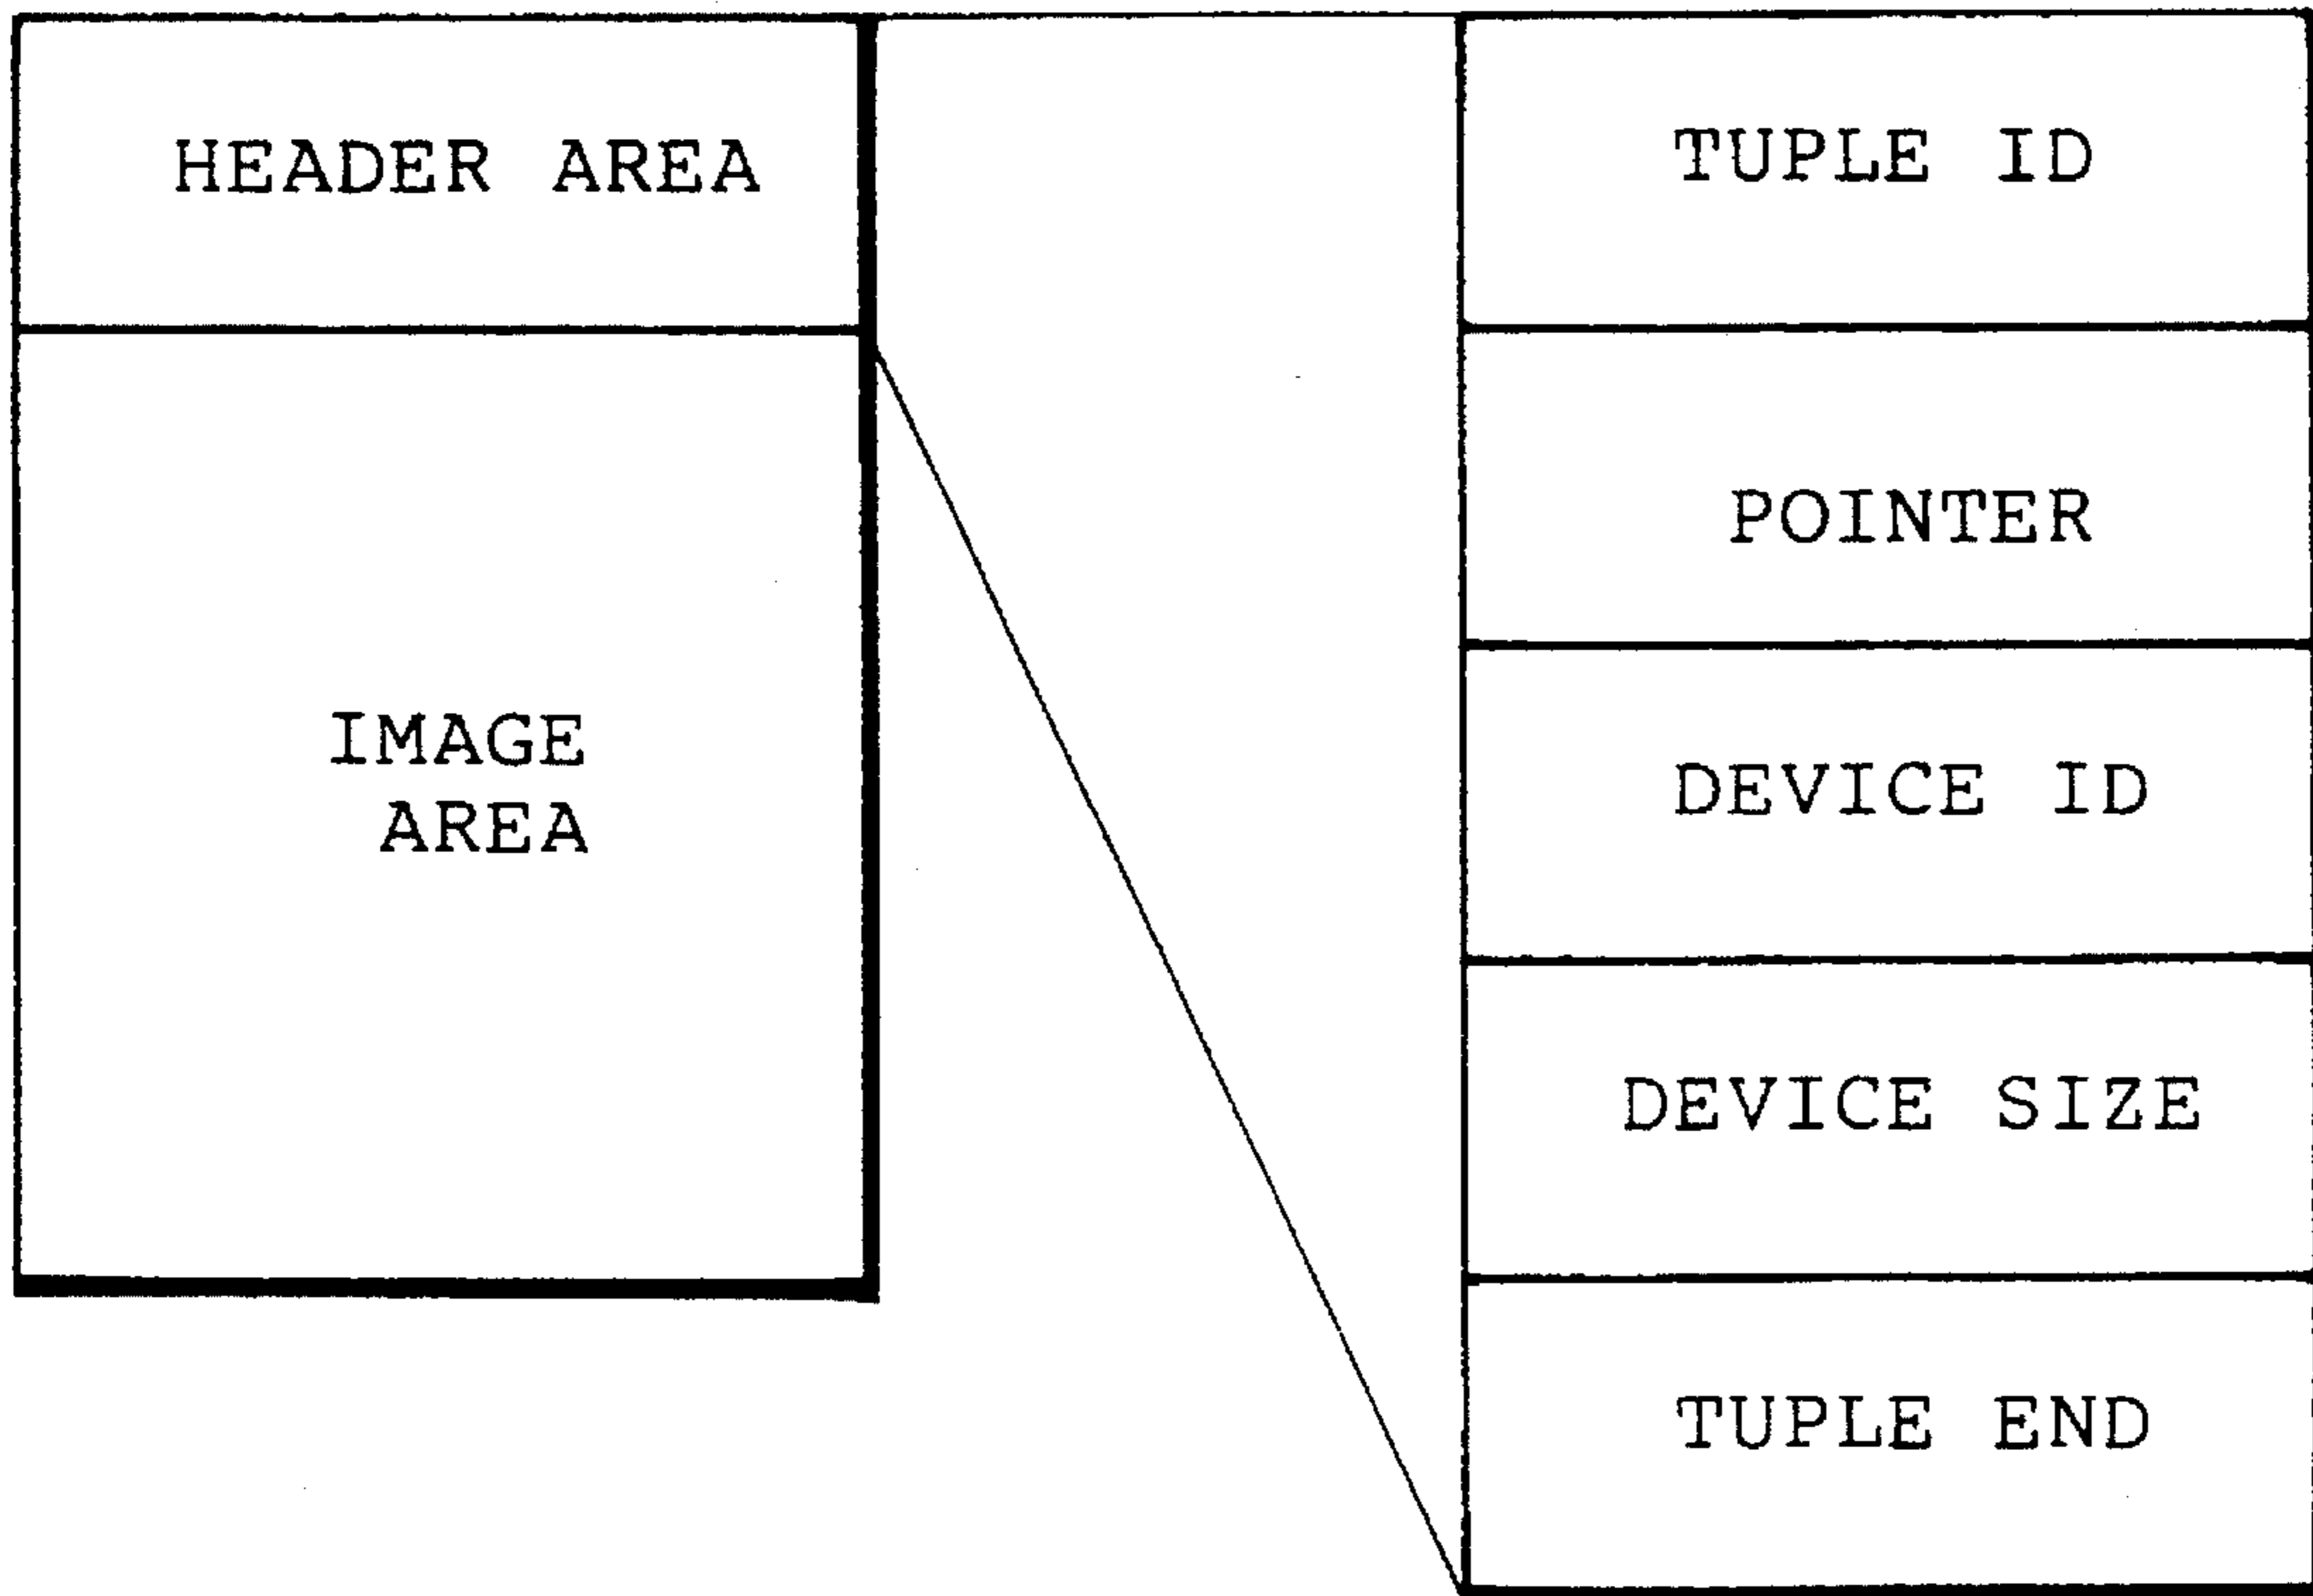 HEADER AREA
IMAGE
AREA
TUPLE ID
POINTER
DEVICE ID
DEVICE SIZE
TUPLE END